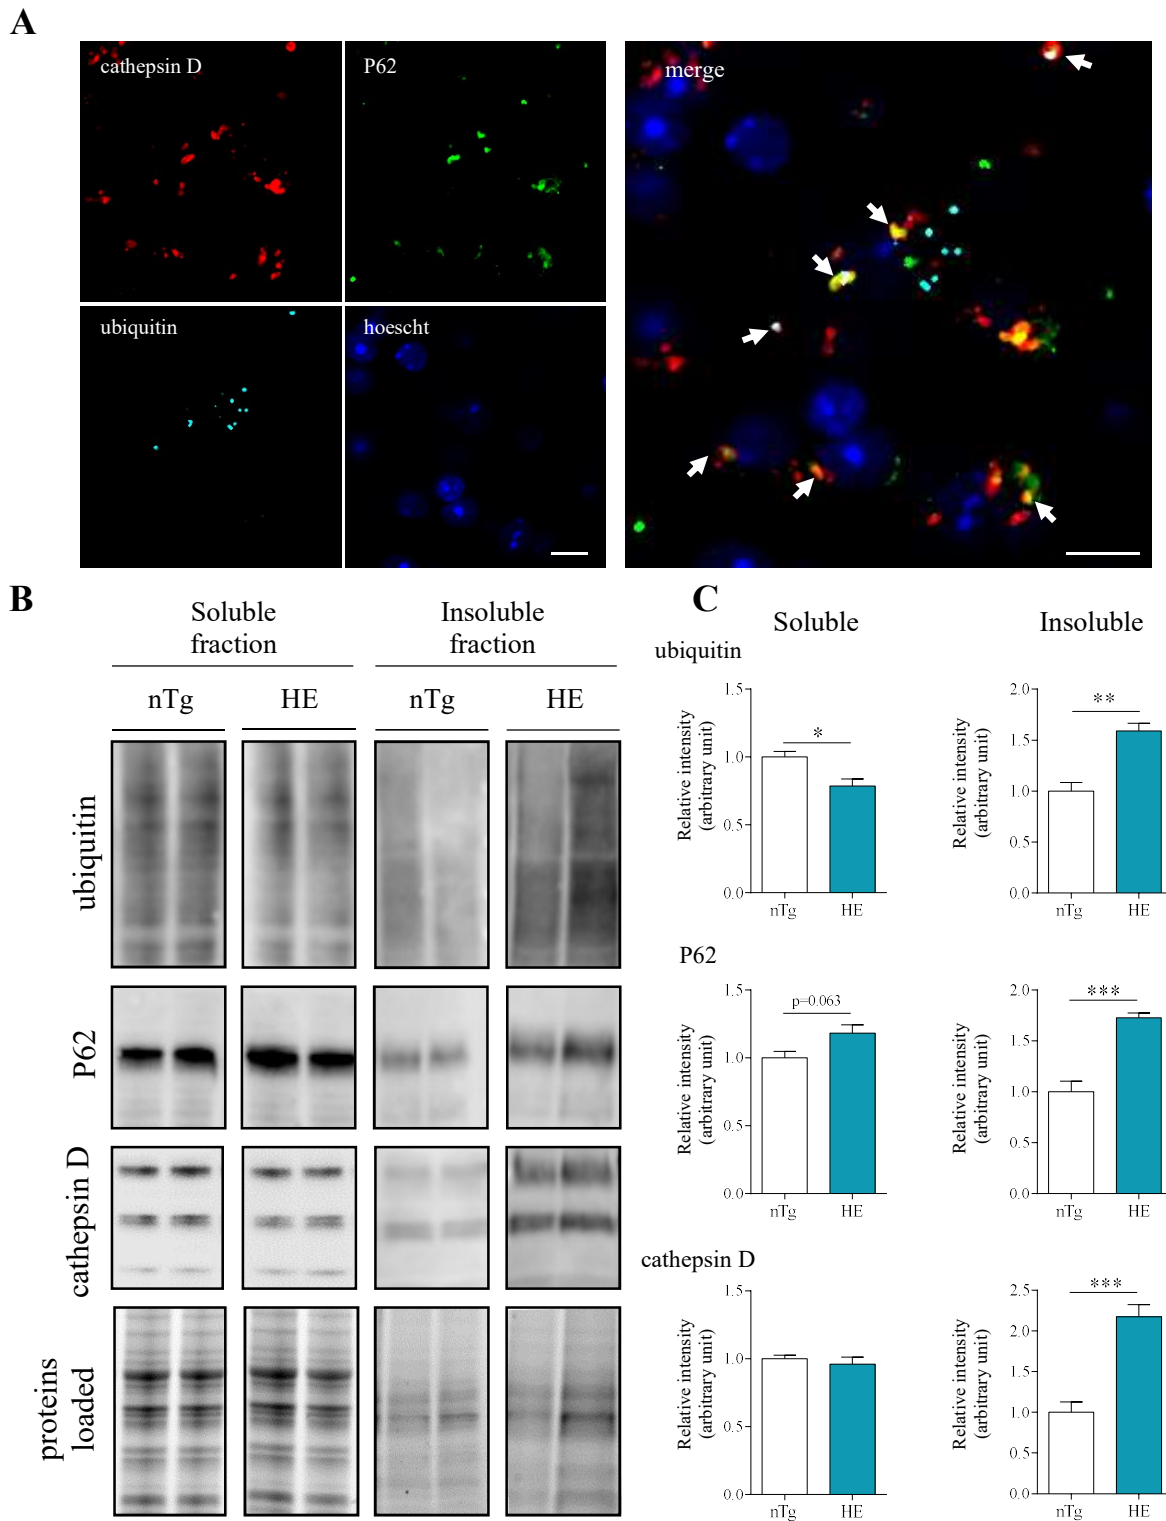 A
cathepsin D
P62
merge
ubiquitin
hoescht
B
Soluble
fraction
Insoluble
fraction
nTg
HE
nTg
HE
ubiquitin
P62
cathepsin D
proteins
loaded
C
Soluble
Insoluble
ubiquitin
Relative intensity
(arbitrary unit)
1.5
1.0
0.5
0.0
*
nTg
HE
Relative intensity
(arbitrary unit)
2.0
1.5
1.0
0.5
0.0
**
nTg
HE
P62
Relative intensity
(arbitrary unit)
1.5
1.0
0.5
0.0
p=0.063
nTg
HE
Relative intensity
(arbitrary unit)
2.0
1.5
1.0
0.5
0.0
***
nTg
HE
cathepsin D
Relative intensity
(arbitrary unit)
1.5
1.0
0.5
0.0
nTg
HE
Relative intensity
(arbitrary unit)
2.5
2.0
1.5
1.0
0.5
0.0
***
nTg
HE